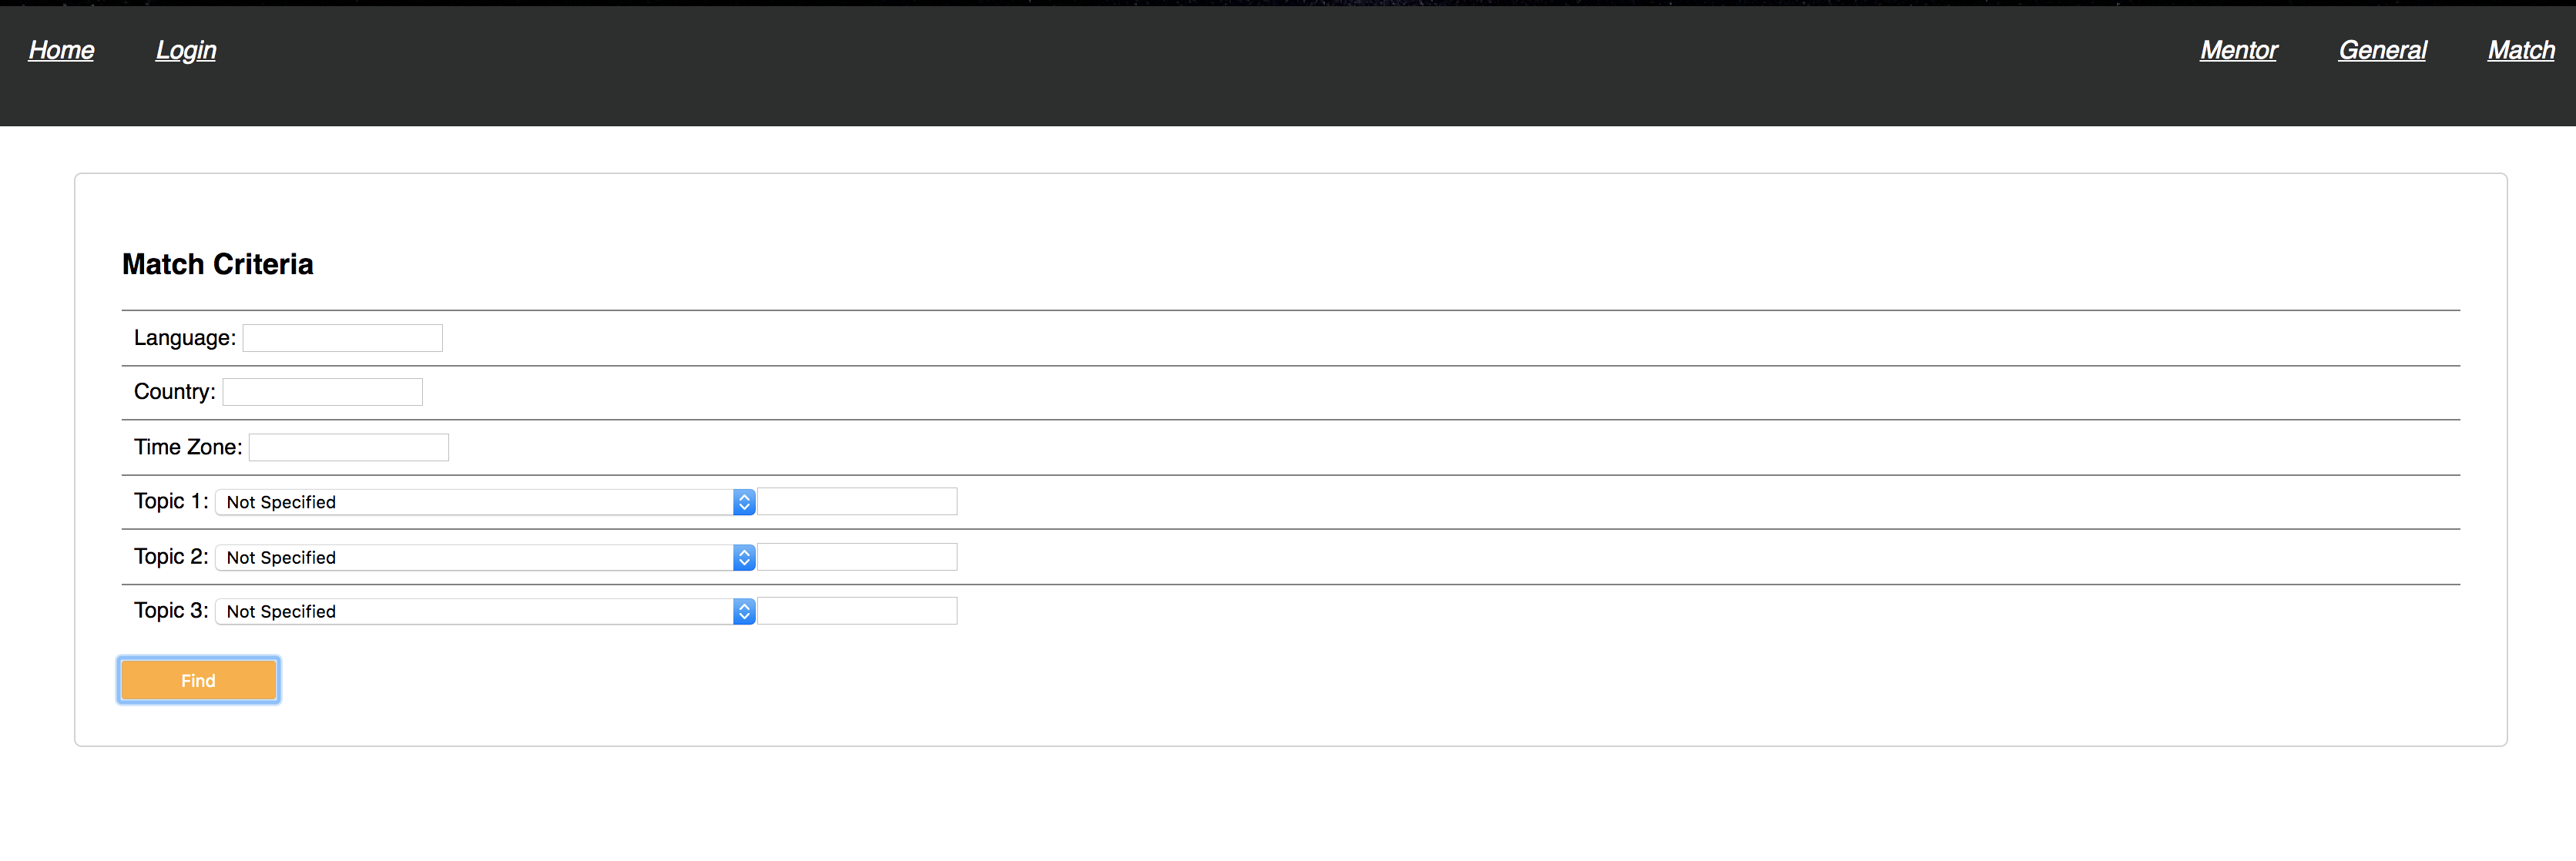 Home Login Mentor General Match
Match Criteria
Language:
Country:
Time Zone:
Topic 1: Not Specified
Topic 2: Not Specified
Topic 3: Not Specified
Find